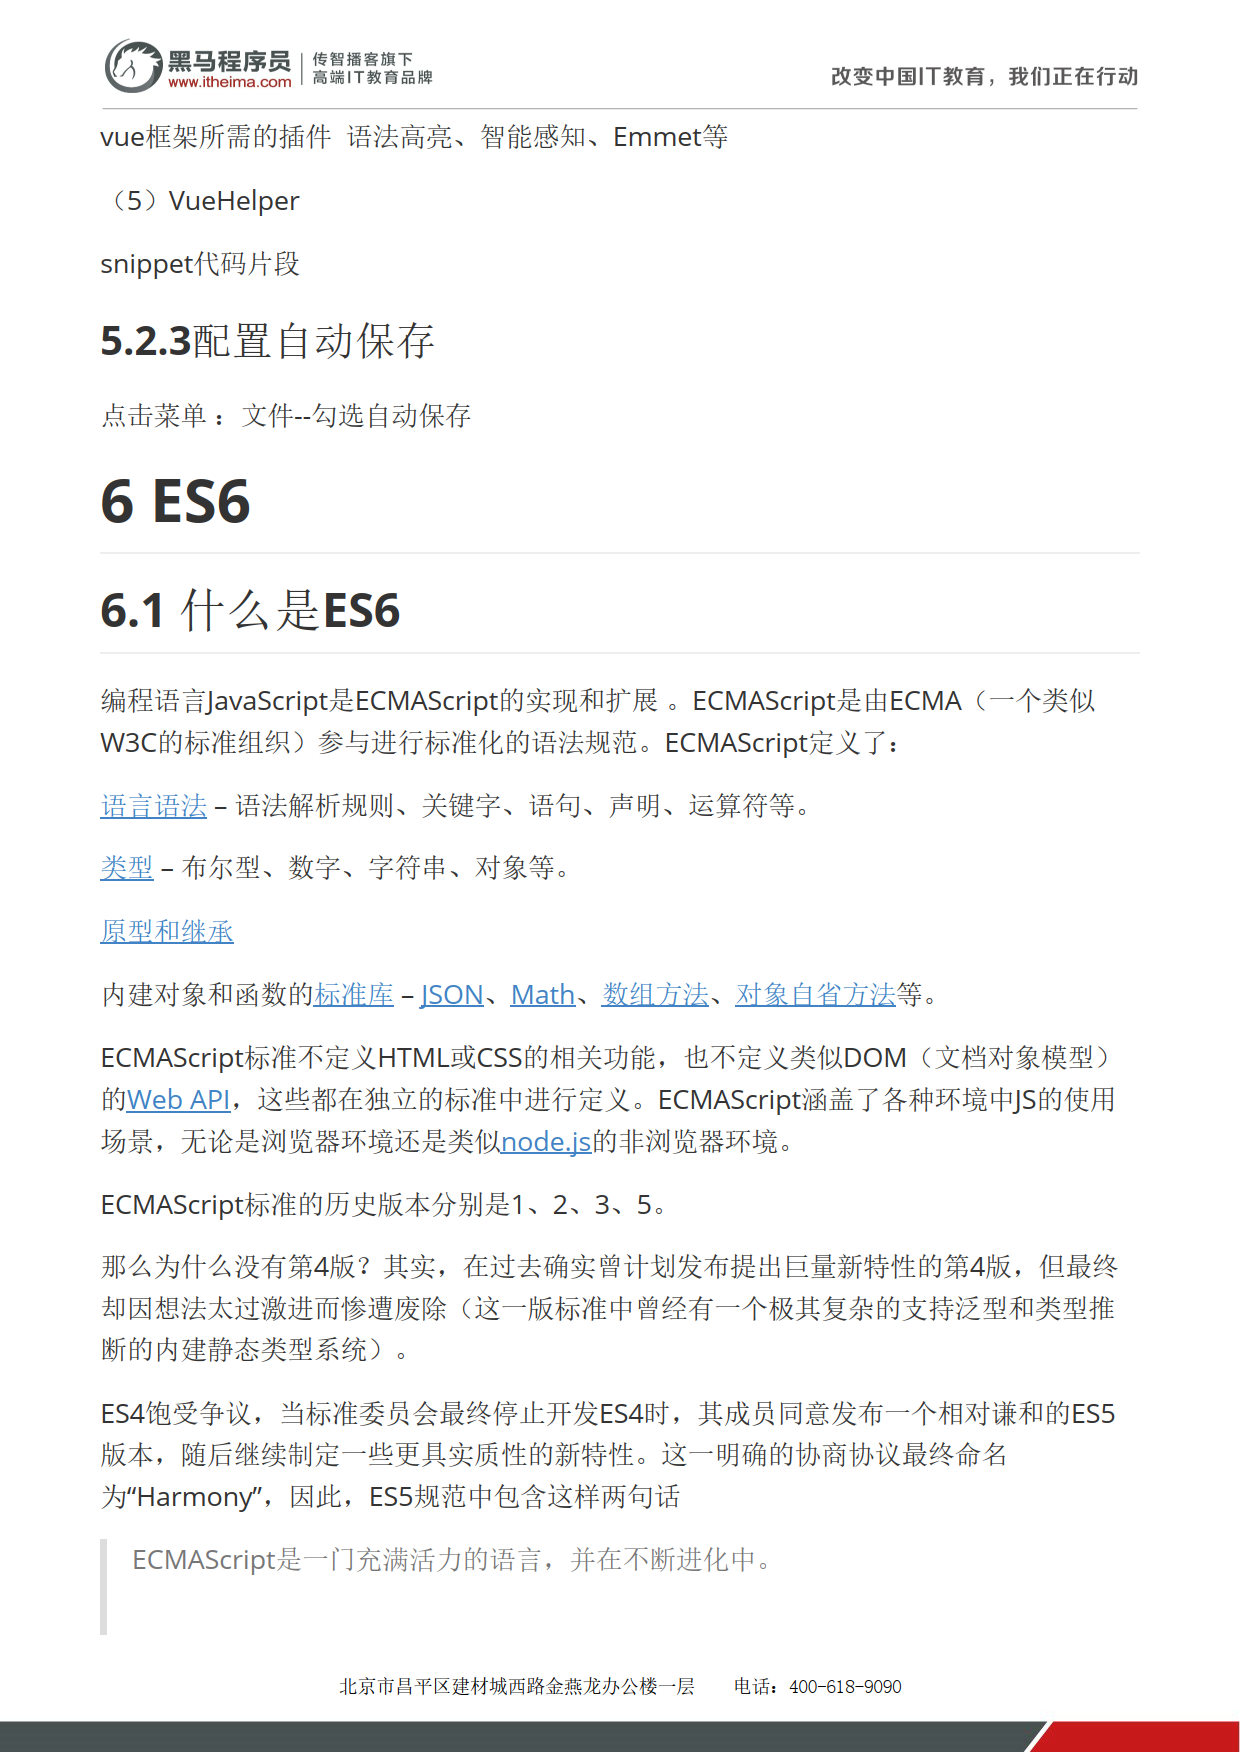 黑马程序员
www.itheima.com
传智播客旗下
高端IT教育品牌
改变中国IT教育，我们正在行动
vue框架所需的插件 语法高亮、智能感知、Emmet等
（5）VueHelper
snippet代码片段
5.2.3配置自动保存
点击菜单 ：文件--勾选自动保存
6 ES6
6.1 什么是ES6
编程语言JavaScript是ECMAScript的实现和扩展 。ECMAScript是由ECMA（一个类似
W3C的标准组织）参与进行标准化的语法规范。ECMAScript定义了：
语言语法 – 语法解析规则、关键字、语句、声明、运算符等。
类型 – 布尔型、数字、字符串、对象等。
原型和继承
内建对象和函数的标准库 – JSON、Math、数组方法、对象自省方法等。
ECMAScript标准不定义HTML或CSS的相关功能，也不定义类似DOM（文档对象模型）
的Web API，这些都在独立的标准中进行定义。ECMAScript涵盖了各种环境中JS的使用
场景，无论是浏览器环境还是类似node.js的非浏览器环境。
ECMAScript标准的历史版本分别是1、2、3、5。
那么为什么没有第4版？其实，在过去确实曾计划发布提出巨量新特性的第4版，但最终
却因想法太过激进而惨遭废除（这一版标准中曾经有一个极其复杂的支持泛型和类型推
断的内建静态类型系统）。
ES4饱受争议，当标准委员会最终停止开发ES4时，其成员同意发布一个相对谦和的ES5
版本，随后继续制定一些更具实质性的新特性。这一明确的协商协议最终命名
为“Harmony”，因此，ES5规范中包含这样两句话
ECMAScript是一门充满活力的语言，并在不断进化中。
北京市昌平区建材城西路金燕龙办公楼一层 电话：400-618-9090